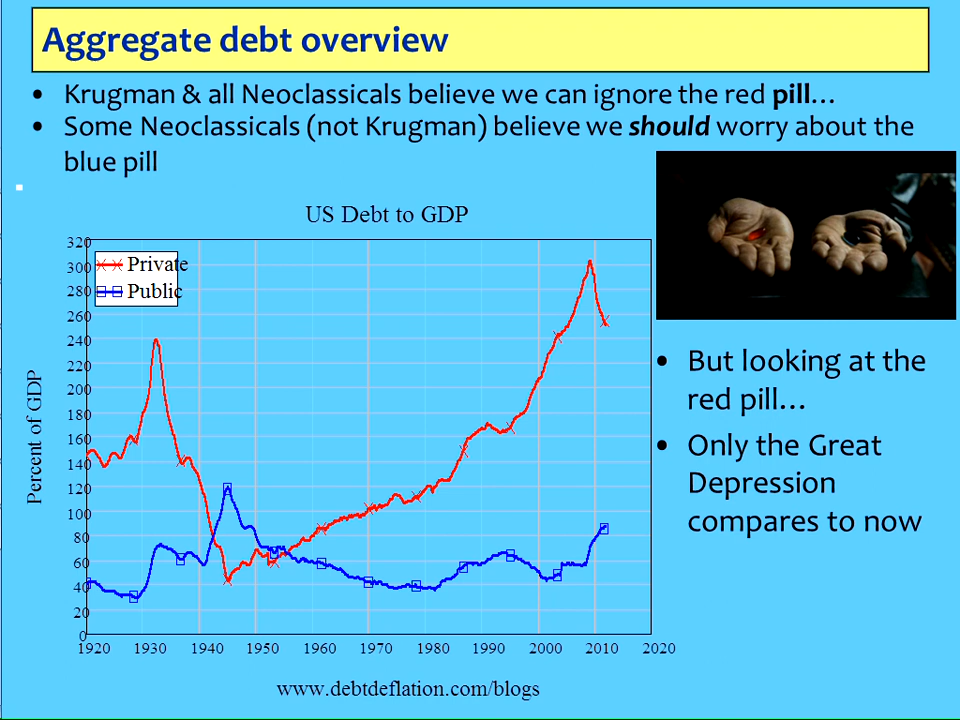 Aggregate debt overview
• Krugman & all Neoclassicals believe we can ignore the red pill…
• Some Neoclassicals (not Krugman) believe we should worry about the
blue pill
US Debt to GDP
320
300
280
260
240
220
200
180
160
140
120
100
80
60
40
20
0
Private
Public
Percent of GDP
1920 1930 1940 1950 1960 1970 1980 1990 2000 2010 2020
www.debtdeflation.com/blogs
• But looking at the
red pill…
• Only the Great
Depression
compares to now